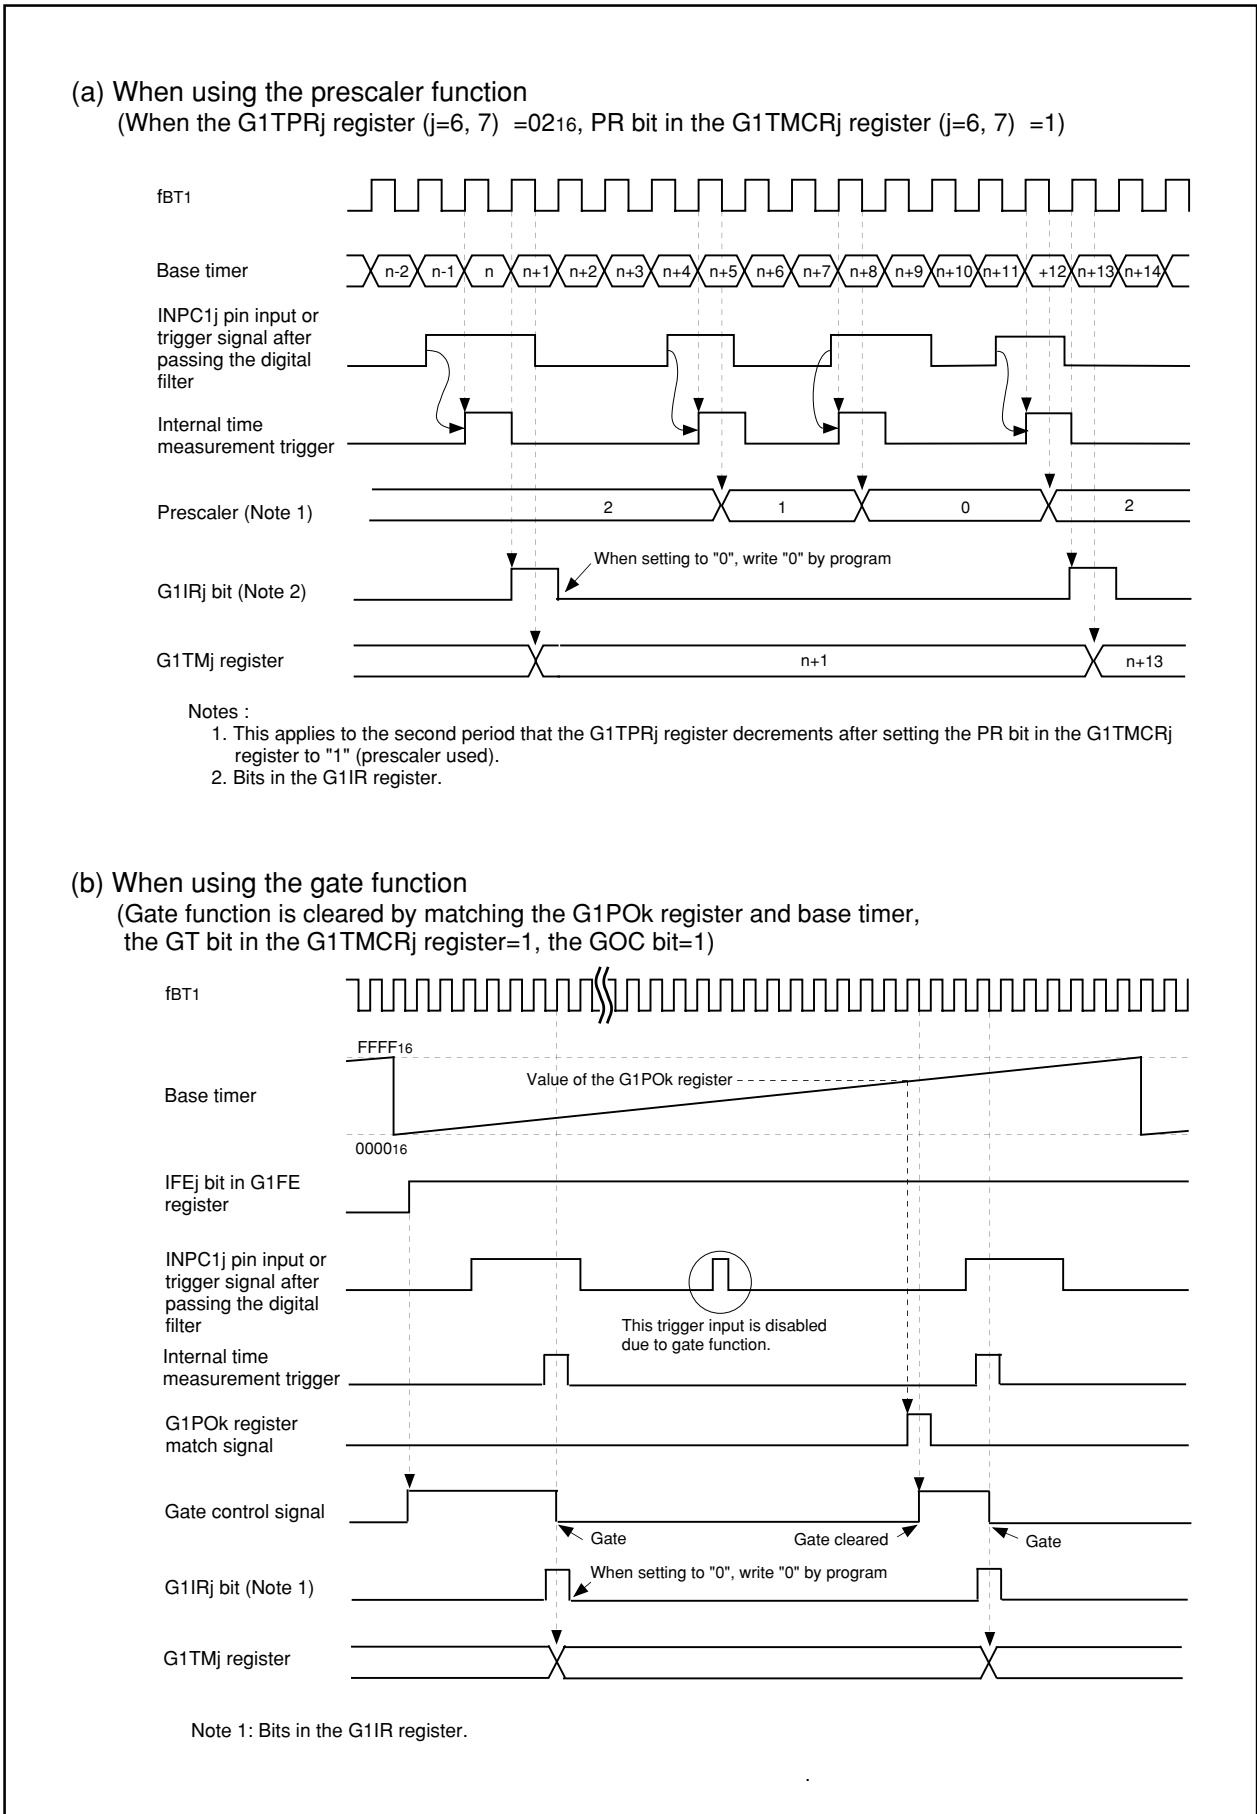 (a) When using the prescaler function
(When the G1TPRj register (j=6, 7) =0216, PR bit in the G1TMCRj register (j=6, 7) =1)
fBT1
Base timer
n-2 n-1 n n+1 n+2 n+3 n+4 n+5 n+6 n+7 n+8 n+9 n+10 n+11 +12 n+13 n+14
INPC1j pin input or
trigger signal after
passing the digital
filter
Internal time
measurement trigger
Prescaler (Note 1)
2 1 0 2
When setting to "0", write "0" by program
G1IRj bit (Note 2)
G1TMj register
n+1 n+13
Notes :
1. This applies to the second period that the G1TPRj register decrements after setting the PR bit in the G1TMCRj
register to "1" (prescaler used).
2. Bits in the G1IR register.
(b) When using the gate function
(Gate function is cleared by matching the G1POk register and base timer,
the GT bit in the G1TMCRj register=1, the GOC bit=1)
fBT1
FFFF16
Value of the G1POk register
Base timer
000016
IFEj bit in G1FE
register
INPC1j pin input or
trigger signal after
passing the digital
filter
This trigger input is disabled
due to gate function.
Internal time
measurement trigger
G1POk register
match signal
Gate control signal
Gate Gate cleared Gate
When setting to "0", write "0" by program
G1IRj bit (Note 1)
G1TMj register
Note 1: Bits in the G1IR register.
.